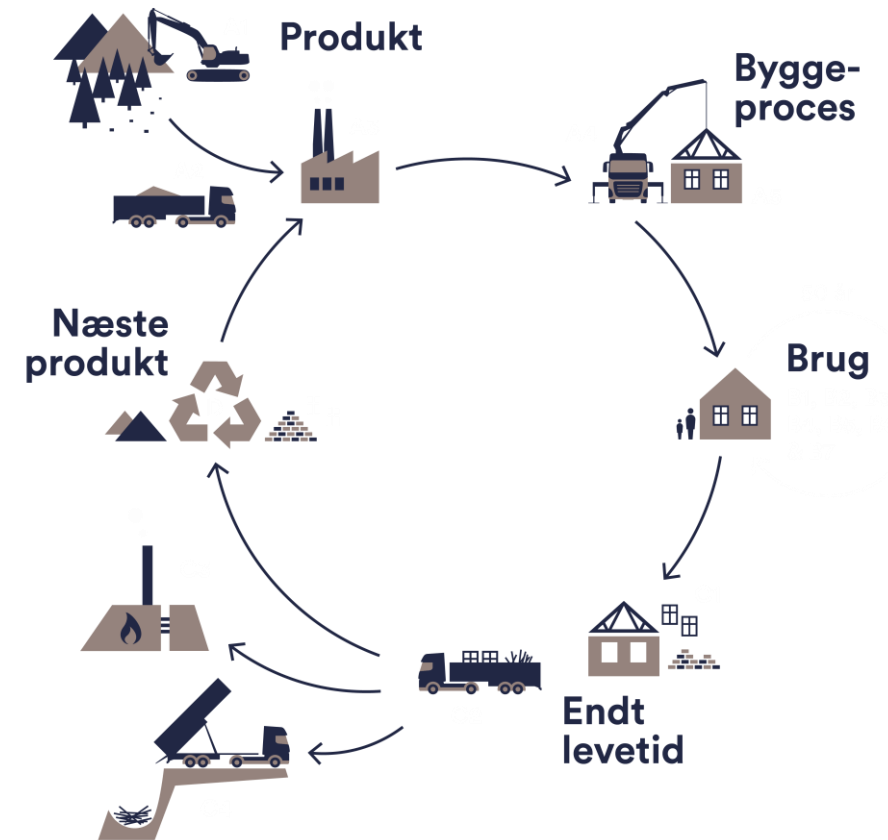 Produkt
Bygge-
proces
Brug
Endt
levetid
Næste
produkt